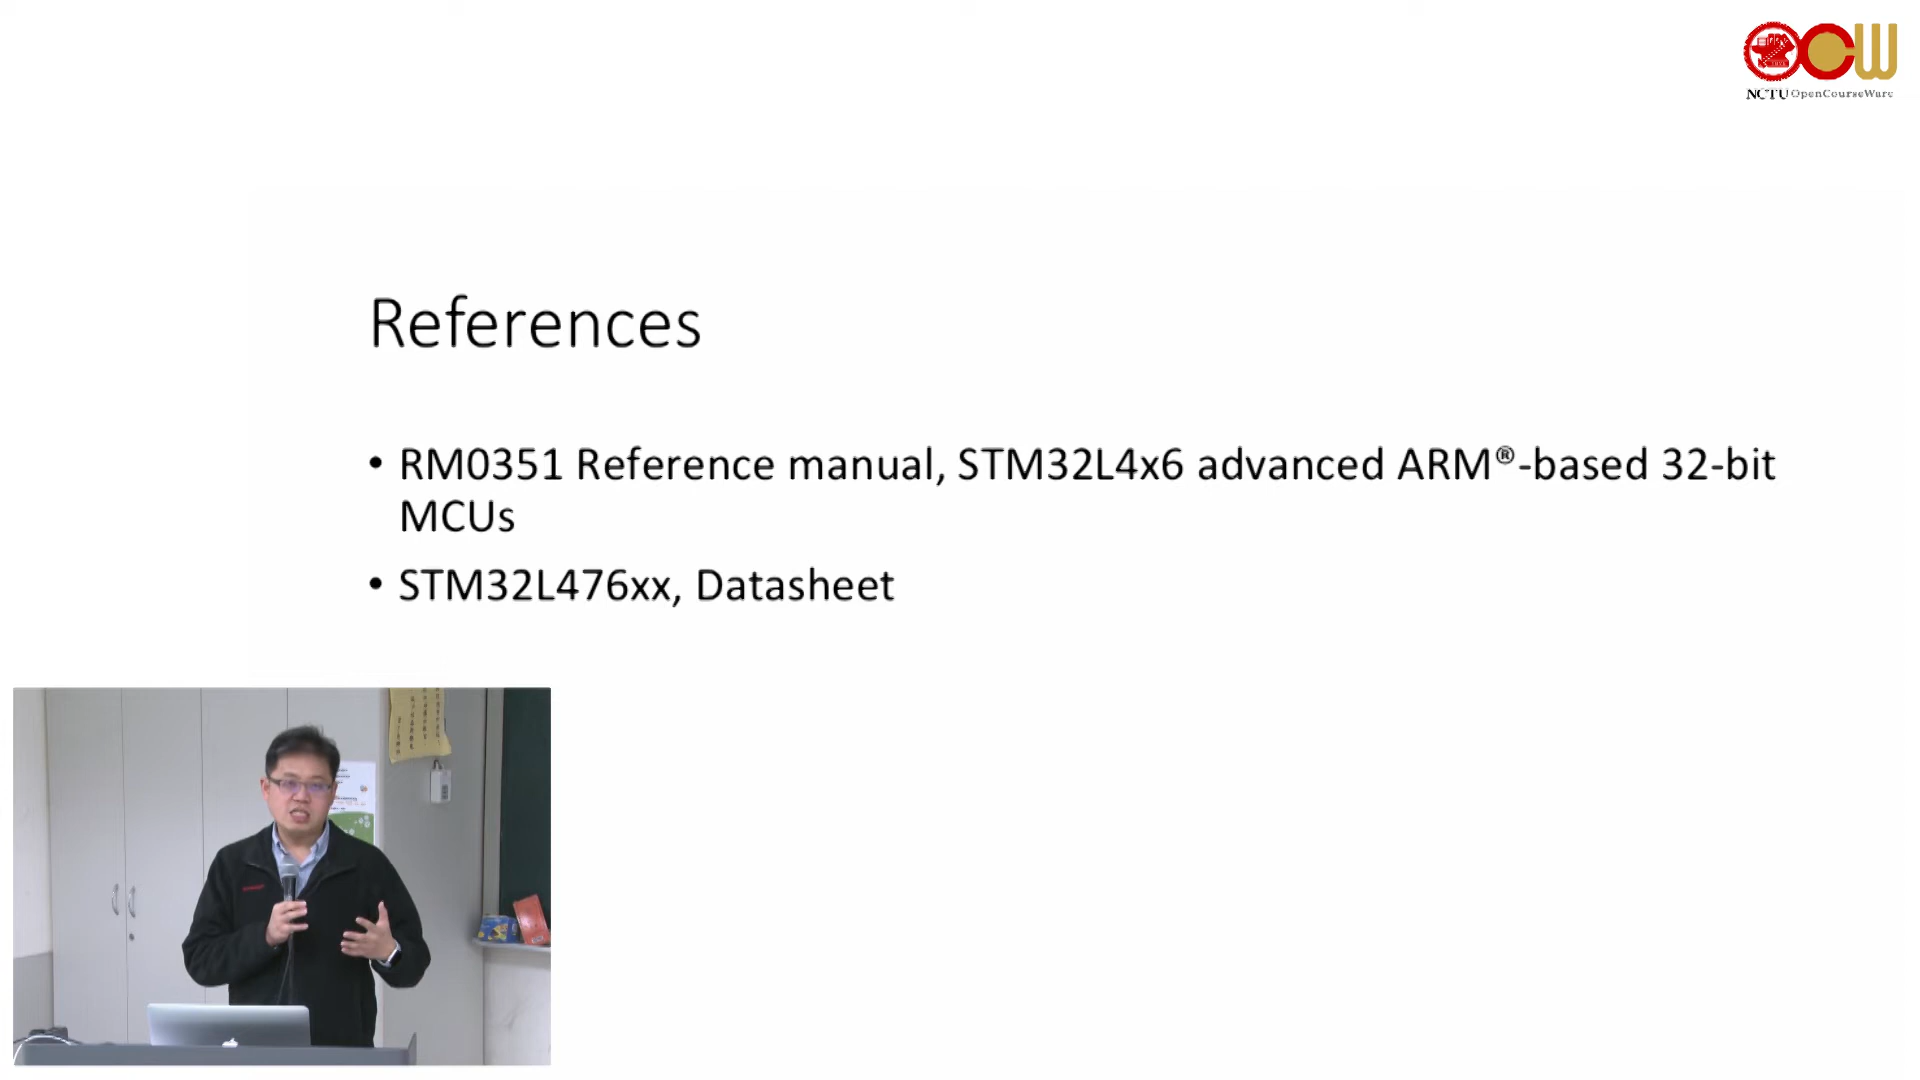 NCTU OpenCourseWare
References
• RM0351 Reference manual, STM32L4x6 advanced ARM®-based 32-bit
MCUs
• STM32L476xx, Datasheet